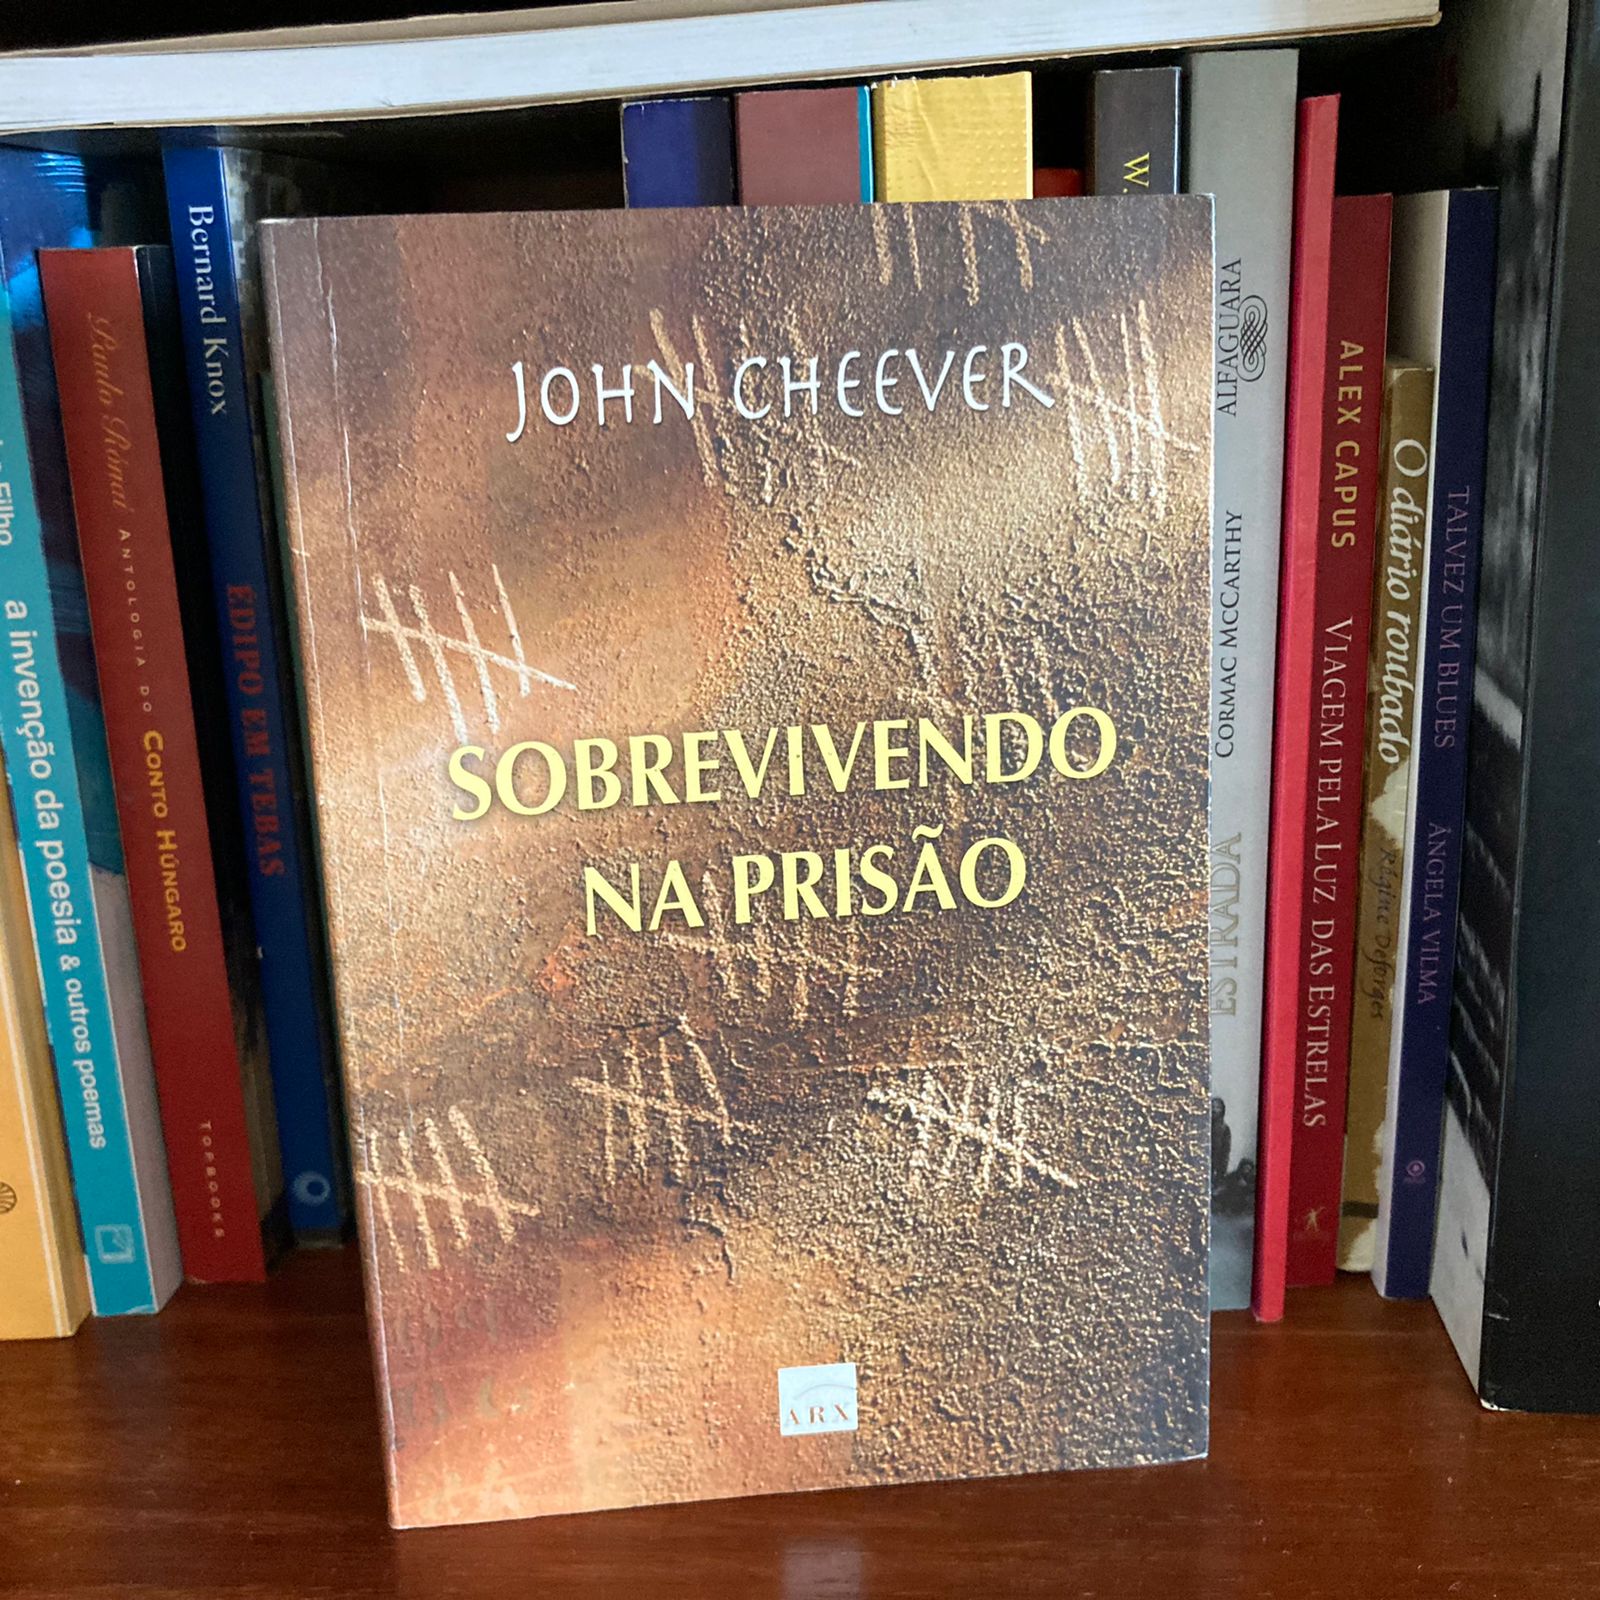 JOHN CHEEVER
SOBREVIVENDO
NA PRISÃO
ARX
Filho
a invenção da poesia & outros poemas
Paulo Rónai
ANTOLOGIA DO CONTO HÚNGARO
TOPBOOKS
Bernard Knox
ÉDIPO EM TEBAS
W.
ALFAGUARA
CORMAC MCCARTHY
ESTRADA
ALEX CAPUS
VIAGEM PELA LUZ DAS ESTRELAS
O diário roubado
Régine Deforges
TALVEZ UM BLUES
ÂNGELA VILMA